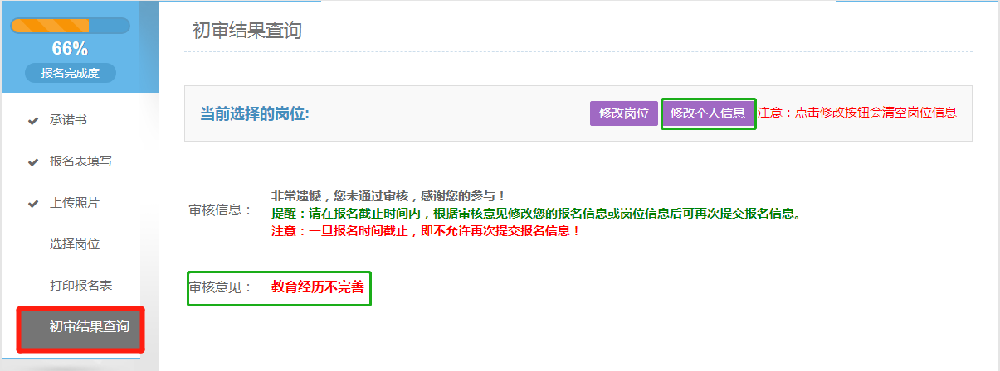 66%
报名完成度
承诺书
报名表填写
上传照片
选择岗位
打印报名表
初审结果查询
初审结果查询
当前选择的岗位:
修改岗位 修改个人信息 注意：点击修改按钮会清空岗位信息
审核信息：
非常遗憾，您未通过审核，感谢您的参与！
提醒：请在报名截止时间内，根据审核意见修改您的报名信息或岗位信息后可再次提交报名信息。
注意：一旦报名时间截止，即不允许再次提交报名信息！
审核意见： 教育经历不完善